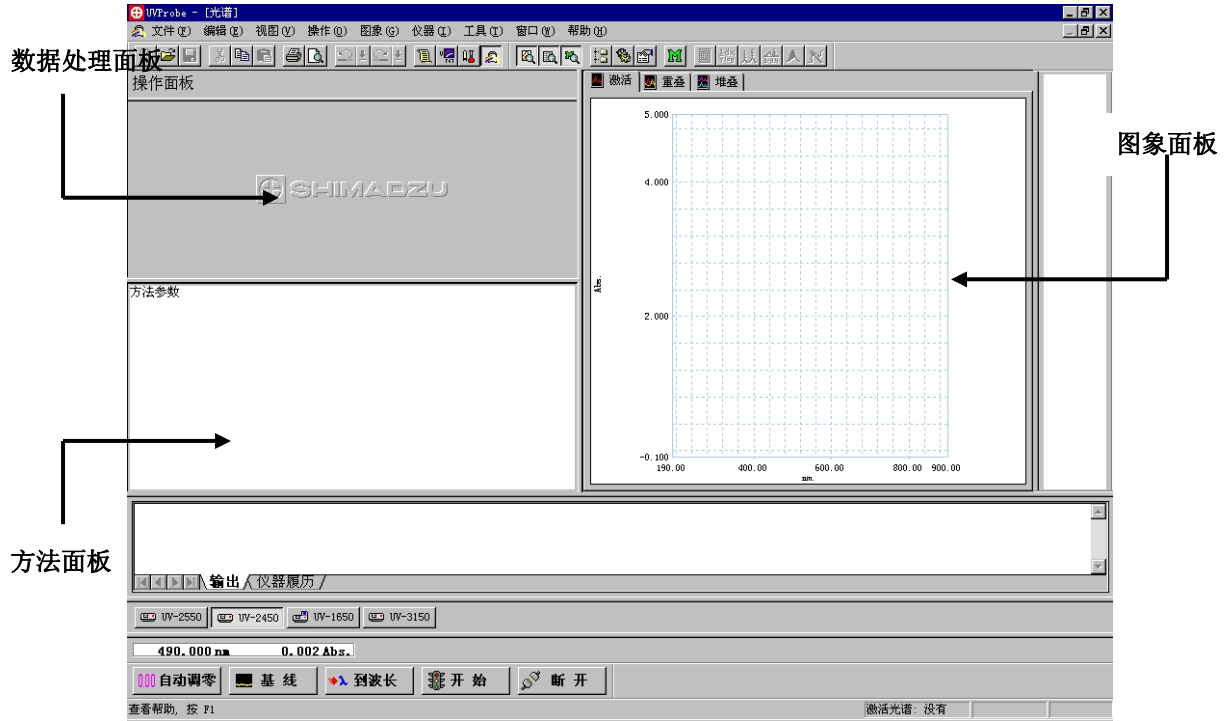 UVProbe - [光谱]
文件(F) 编辑(E) 视图(V) 操作(O) 图象(G) 仪器(I) 工具(T) 窗口(W) 帮助(H)
数据处理面板
操作面板
SHIMADZU
激活 重叠 堆叠
5.000
4.000
Abs.
2.000
-0.100
190.00 400.00 600.00 800.00 900.00
nm.
图象面板
方法参数
方法面板
输出 仪器履历
UV-2550 UV-2450 UV-1650 UV-3150
490.000 nm 0.002 Abs.
自动调零 基 线 到波长 开 始 断 开
查看帮助, 按 F1
激活光谱: 没有